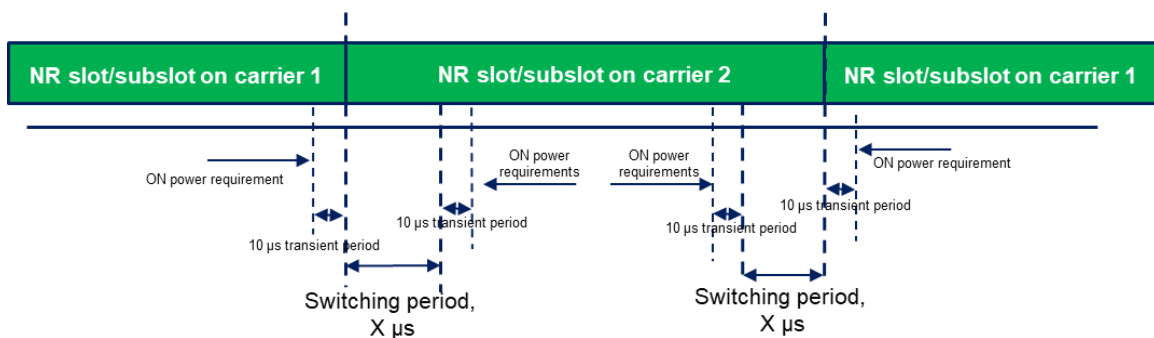 NR slot/subslot on carrier 1
NR slot/subslot on carrier 2
NR slot/subslot on carrier 1
ON power requirement
ON power
requirements
ON power
requirements
ON power requirement
10 µs transient period
10 µs transient period
10 µs transient period
10 µs transient period
Switching period,
X µs
Switching period,
X µs